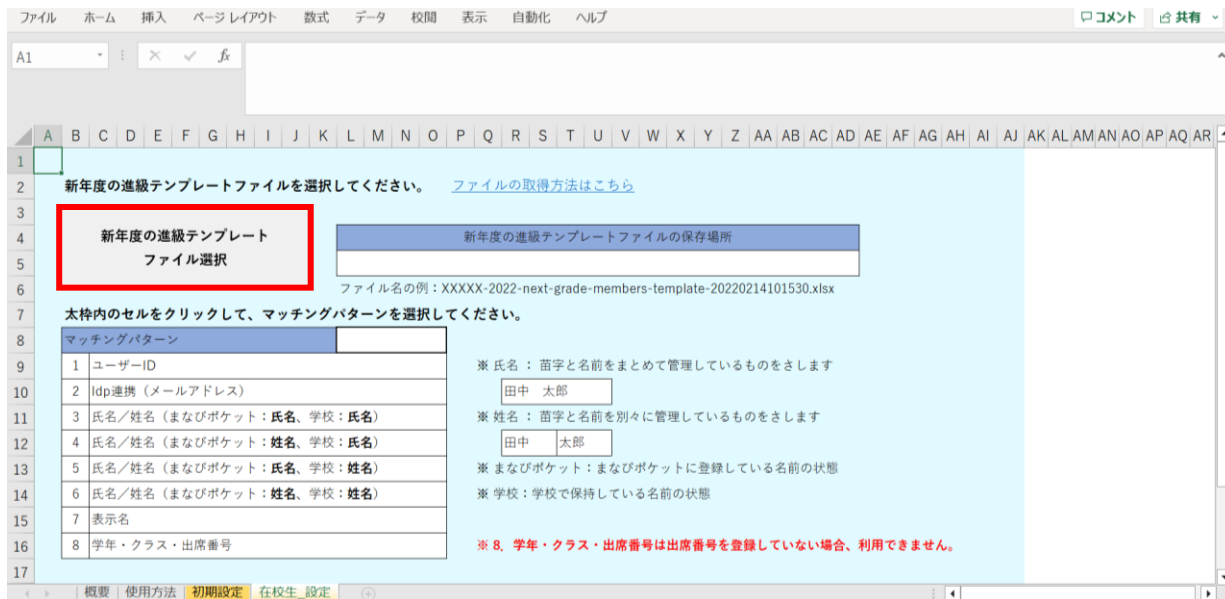 ファイル ホーム 挿入 ページ レイアウト 数式 データ 校閲 表示 自動化 ヘルプ コメント 共有
A1 fx
A B C D E F G H I J K L M N O P Q R S T U V W X Y Z AA AB AC AD AE AF AG AH AI AJ AK AL AM AN AO AP AQ AR
1
2 新年度の進級テンプレートファイルを選択してください。 ファイルの取得方法はこちら
3
4 新年度の進級テンプレート 新年度の進級テンプレートファイルの保存場所
5 ファイル選択
6 ファイル名の例：XXXXX-2022-next-grade-members-template-20220214101530.xlsx
7 太枠内のセルをクリックして、マッチングパターンを選択してください。
8 マッチングパターン
9 1 ユーザーID ※ 氏名 ： 苗字と名前をまとめて管理しているものをさします
10 2 Idp連携（メールアドレス） 田中 太郎
11 3 氏名／姓名（まなびポケット：氏名、学校：氏名） ※ 姓名 ： 苗字と名前を別々に管理しているものをさします
12 4 氏名／姓名（まなびポケット：姓名、学校：氏名） 田中 太郎
13 5 氏名／姓名（まなびポケット：氏名、学校：姓名） ※ まなびポケット：まなびポケットに登録している名前の状態
14 6 氏名／姓名（まなびポケット：姓名、学校：姓名） ※ 学校：学校で保持している名前の状態
15 7 表示名
16 8 学年・クラス・出席番号 ※ 8．学年・クラス・出席番号は出席番号を登録していない場合、利用できません。
17
概要 使用方法 初期設定 在校生_設定